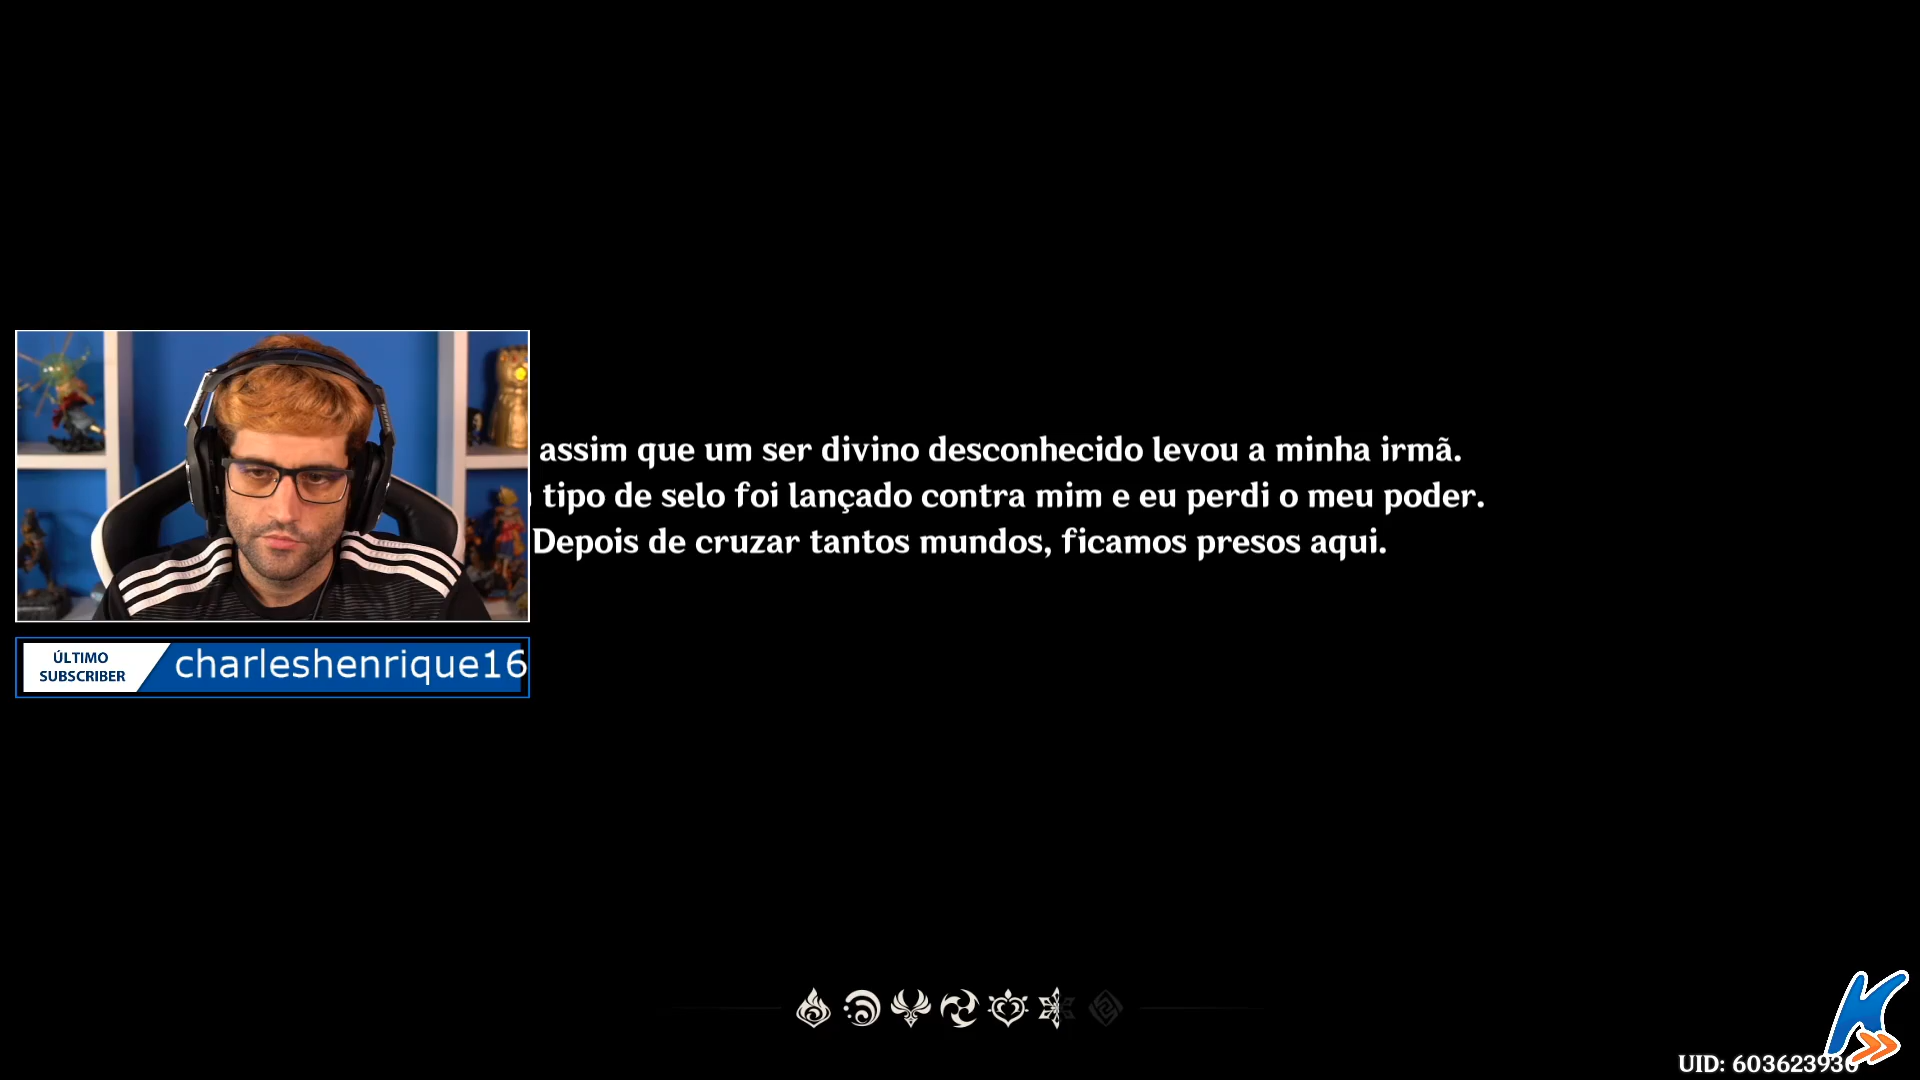 assim que um ser divino desconhecido levou a minha irmã.
tipo de selo foi lançado contra mim e eu perdi o meu poder.
Depois de cruzar tantos mundos, ficamos presos aqui.
ÚLTIMO
SUBSCRIBER
charleshenrique16
UID: 603623936